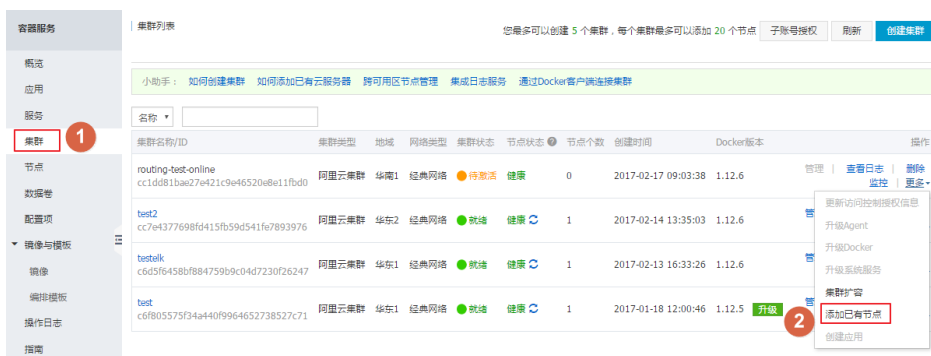 容器服务
概览
应用
服务
集群
1
节点
数据卷
配置项
镜像与模板
镜像
编排模板
操作日志
指南
集群列表
您最多可以创建 5 个集群，每个集群最多可以添加 20 个节点 子账号授权 刷新 创建集群
小助手： 如何创建集群 如何添加已有云服务器 跨可用区节点管理 集成日志服务 通过Docker客户端连接集群
名称
集群名称/ID 集群类型 地域 网络类型 集群状态 节点状态 节点个数 创建时间 Docker版本 操作
routing-test-online 阿里云集群 华南1 经典网络 待激活 健康 0 2017-02-17 09:03:38 1.12.6 管理 | 查看日志 | 删除
cc1dd81bae27e421c9e46520e8e11fbd0 监控 | 更多
test2 阿里云集群 华东2 经典网络 就绪 健康 1 2017-02-14 13:35:03 1.12.6 管
cc7e4377698fd415fb59d541fe7893976
testelk 阿里云集群 华东1 经典网络 就绪 健康 1 2017-02-13 16:33:26 1.12.6 管
c6d5f6458bf884759b9c04d7230f26247
test 阿里云集群 华东1 经典网络 就绪 健康 1 2017-01-18 12:00:46 1.12.5 升级 管
c6f805575f34a440f9964652738527c71
更新访问控制授权信息
升级Agent
升级Docker
升级系统服务
集群扩容
2
添加已有节点
创建应用